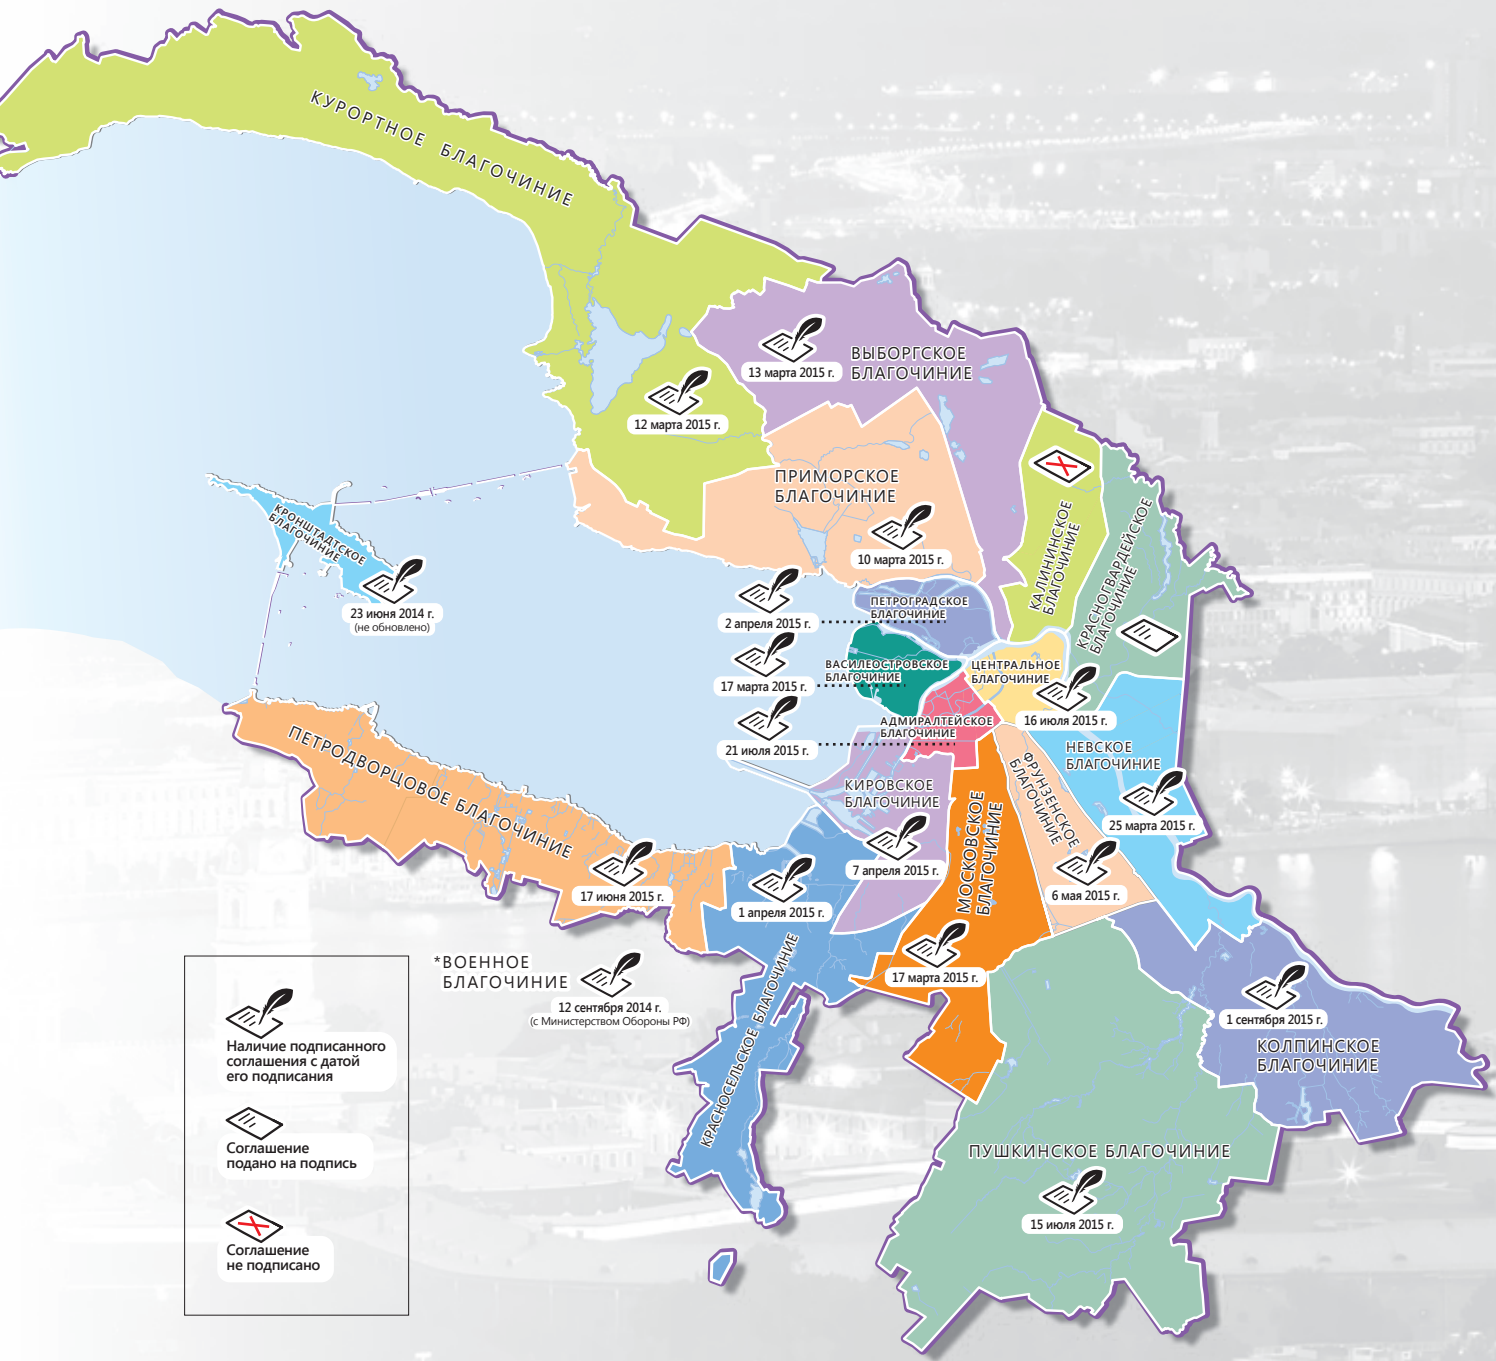 КУРОРТНОЕ БЛАГОЧИНИЕ
13 марта 2015 г.
ВЫБОРГСКОЕ
БЛАГОЧИНИЕ
12 марта 2015 г.
ПРИМОРСКОЕ
БЛАГОЧИНИЕ
10 марта 2015 г.
КАЛИНИНСКОЕ
БЛАГОЧИНИЕ
КРАСНОГВАРДЕЙСКОЕ
БЛАГОЧИНИЕ
КРОНШТАДТСКОЕ
БЛАГОЧИНИЕ
23 июня 2014 г.
(не обновлено)
ПЕТРОГРАДСКОЕ
БЛАГОЧИНИЕ
2 апреля 2015 г.
ВАСИЛЕОСТРОВСКОЕ
БЛАГОЧИНИЕ
17 марта 2015 г.
ЦЕНТРАЛЬНОЕ
БЛАГОЧИНИЕ
16 июля 2015 г.
АДМИРАЛТЕЙСКОЕ
БЛАГОЧИНИЕ
21 июля 2015 г.
НЕВСКОЕ
БЛАГОЧИНИЕ
25 марта 2015 г.
ФРУНЗЕНСКОЕ
БЛАГОЧИНИЕ
6 мая 2015 г.
КИРОВСКОЕ
БЛАГОЧИНИЕ
7 апреля 2015 г.
МОСКОВСКОЕ
БЛАГОЧИНИЕ
17 марта 2015 г.
ПЕТРОДВОРЦОВОЕ БЛАГОЧИНИЕ
17 июня 2015 г.
1 апреля 2015 г.
КРАСНОСЕЛЬСКОЕ БЛАГОЧИНИЕ
*ВОЕННОЕ
БЛАГОЧИНИЕ
12 сентября 2014 г.
(с Министерством Обороны РФ)
1 сентября 2015 г.
КОЛПИНСКОЕ
БЛАГОЧИНИЕ
ПУШКИНСКОЕ БЛАГОЧИНИЕ
15 июля 2015 г.
Наличие подписанного
соглашения с датой
его подписания
Соглашение
подано на подпись
Соглашение
не подписано